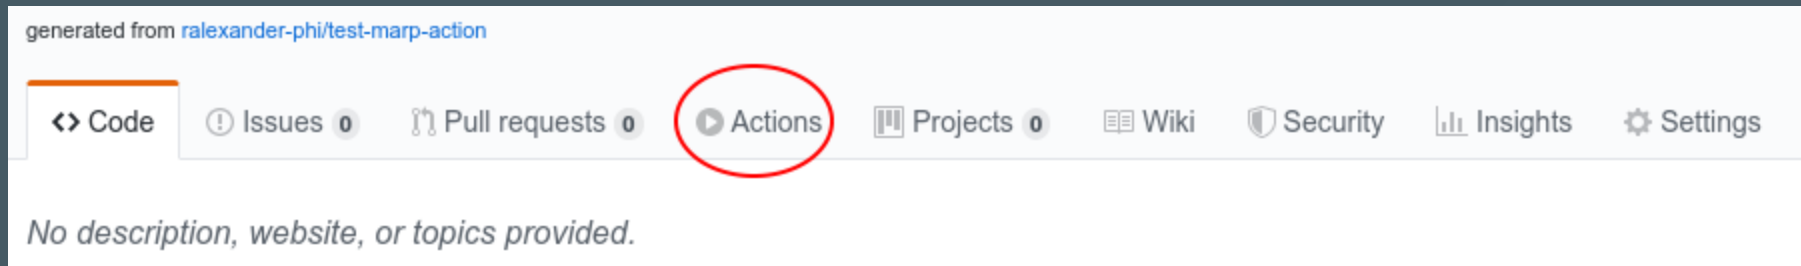 generated from ralexander-phi/test-marp-action
Code Issues 0 Pull requests 0 Actions Projects 0 Wiki Security Insights Settings
No description, website, or topics provided.